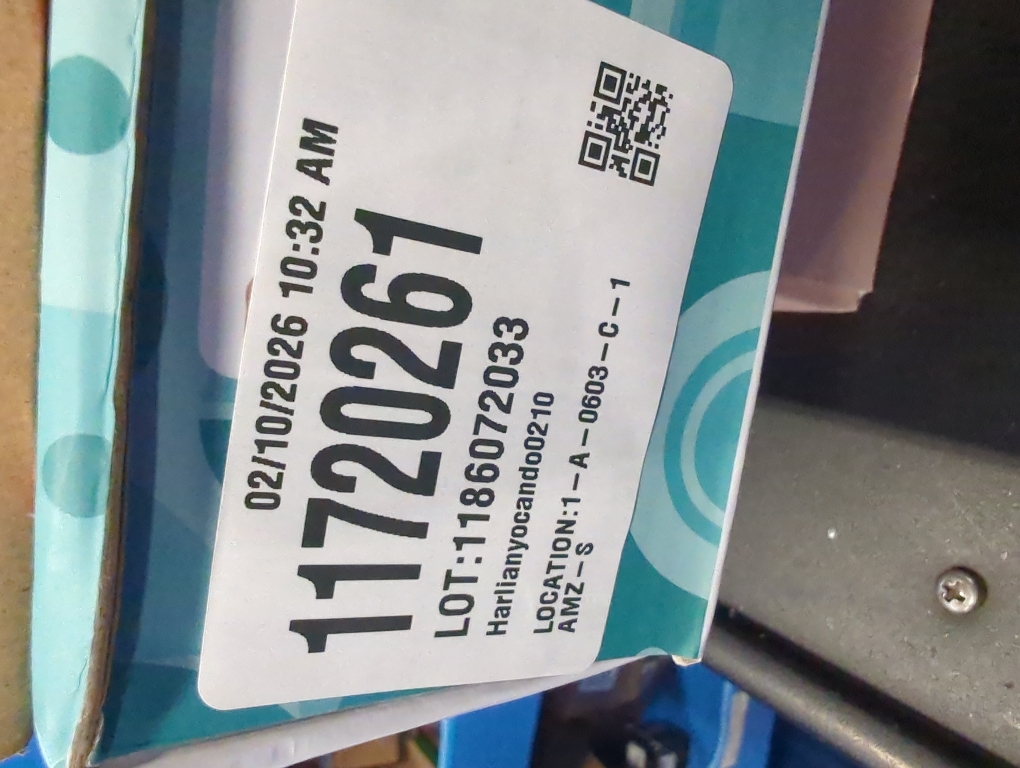 02/10/2026 10:32 AM
11720261
LOT:1186072033
Harlianyocando0210
LOCATION:1-A-0603-C-1
AMZ-S